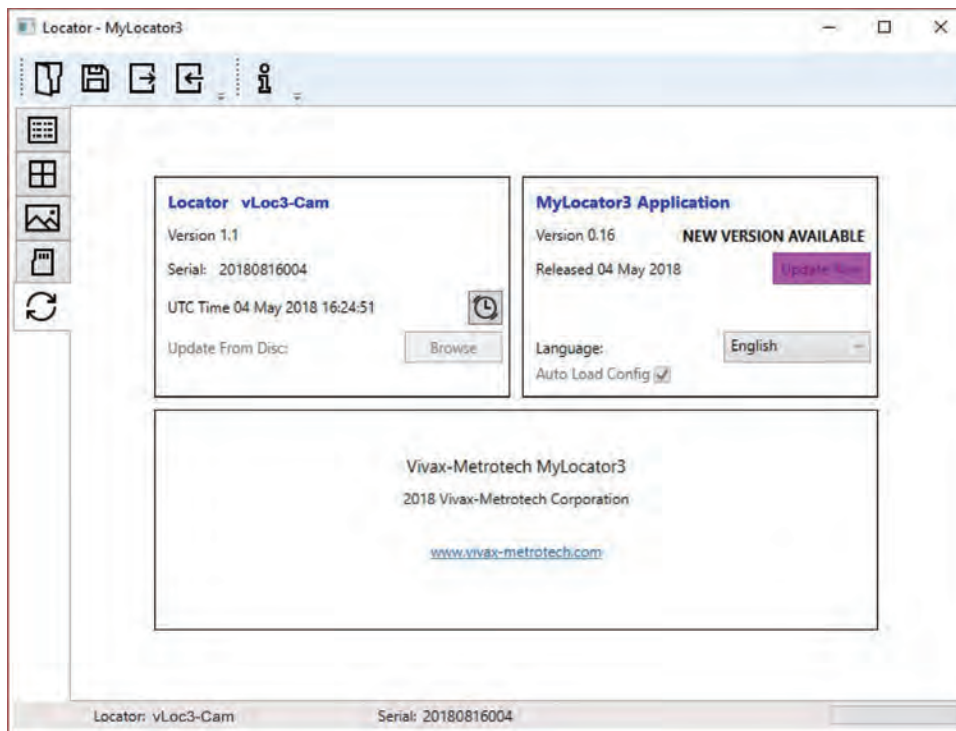 Locator - MyLocator3
Locator vLoc3-Cam
Version 1.1
Serial: 20180816004
UTC Time 04 May 2018 16:24:51
Update From Disc:
Browse
MyLocator3 Application
Version 0.16
NEW VERSION AVAILABLE
Released 04 May 2018
Update Now
Language:
English
Auto Load Config
Vivax-Metrotech MyLocator3
2018 Vivax-Metrotech Corporation
www.vivax-metrotech.com
Locator: vLoc3-Cam
Serial: 20180816004